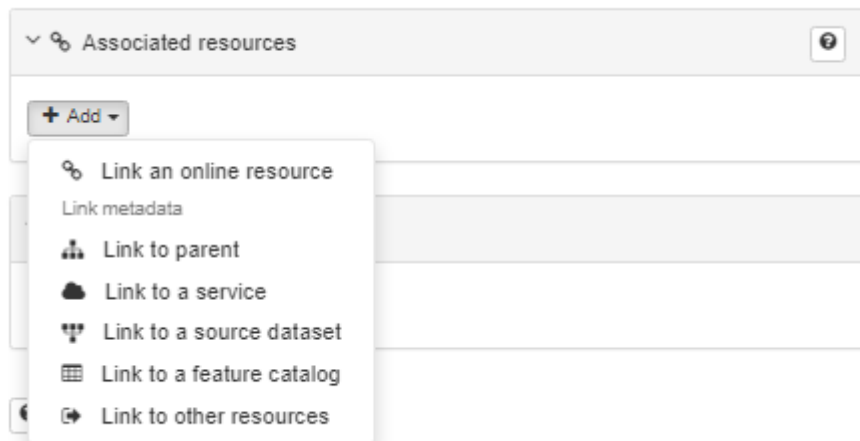 Associated resources
+ Add
Link an online resource
Link metadata
Link to parent
Link to a service
Link to a source dataset
Link to a feature catalog
Link to other resources